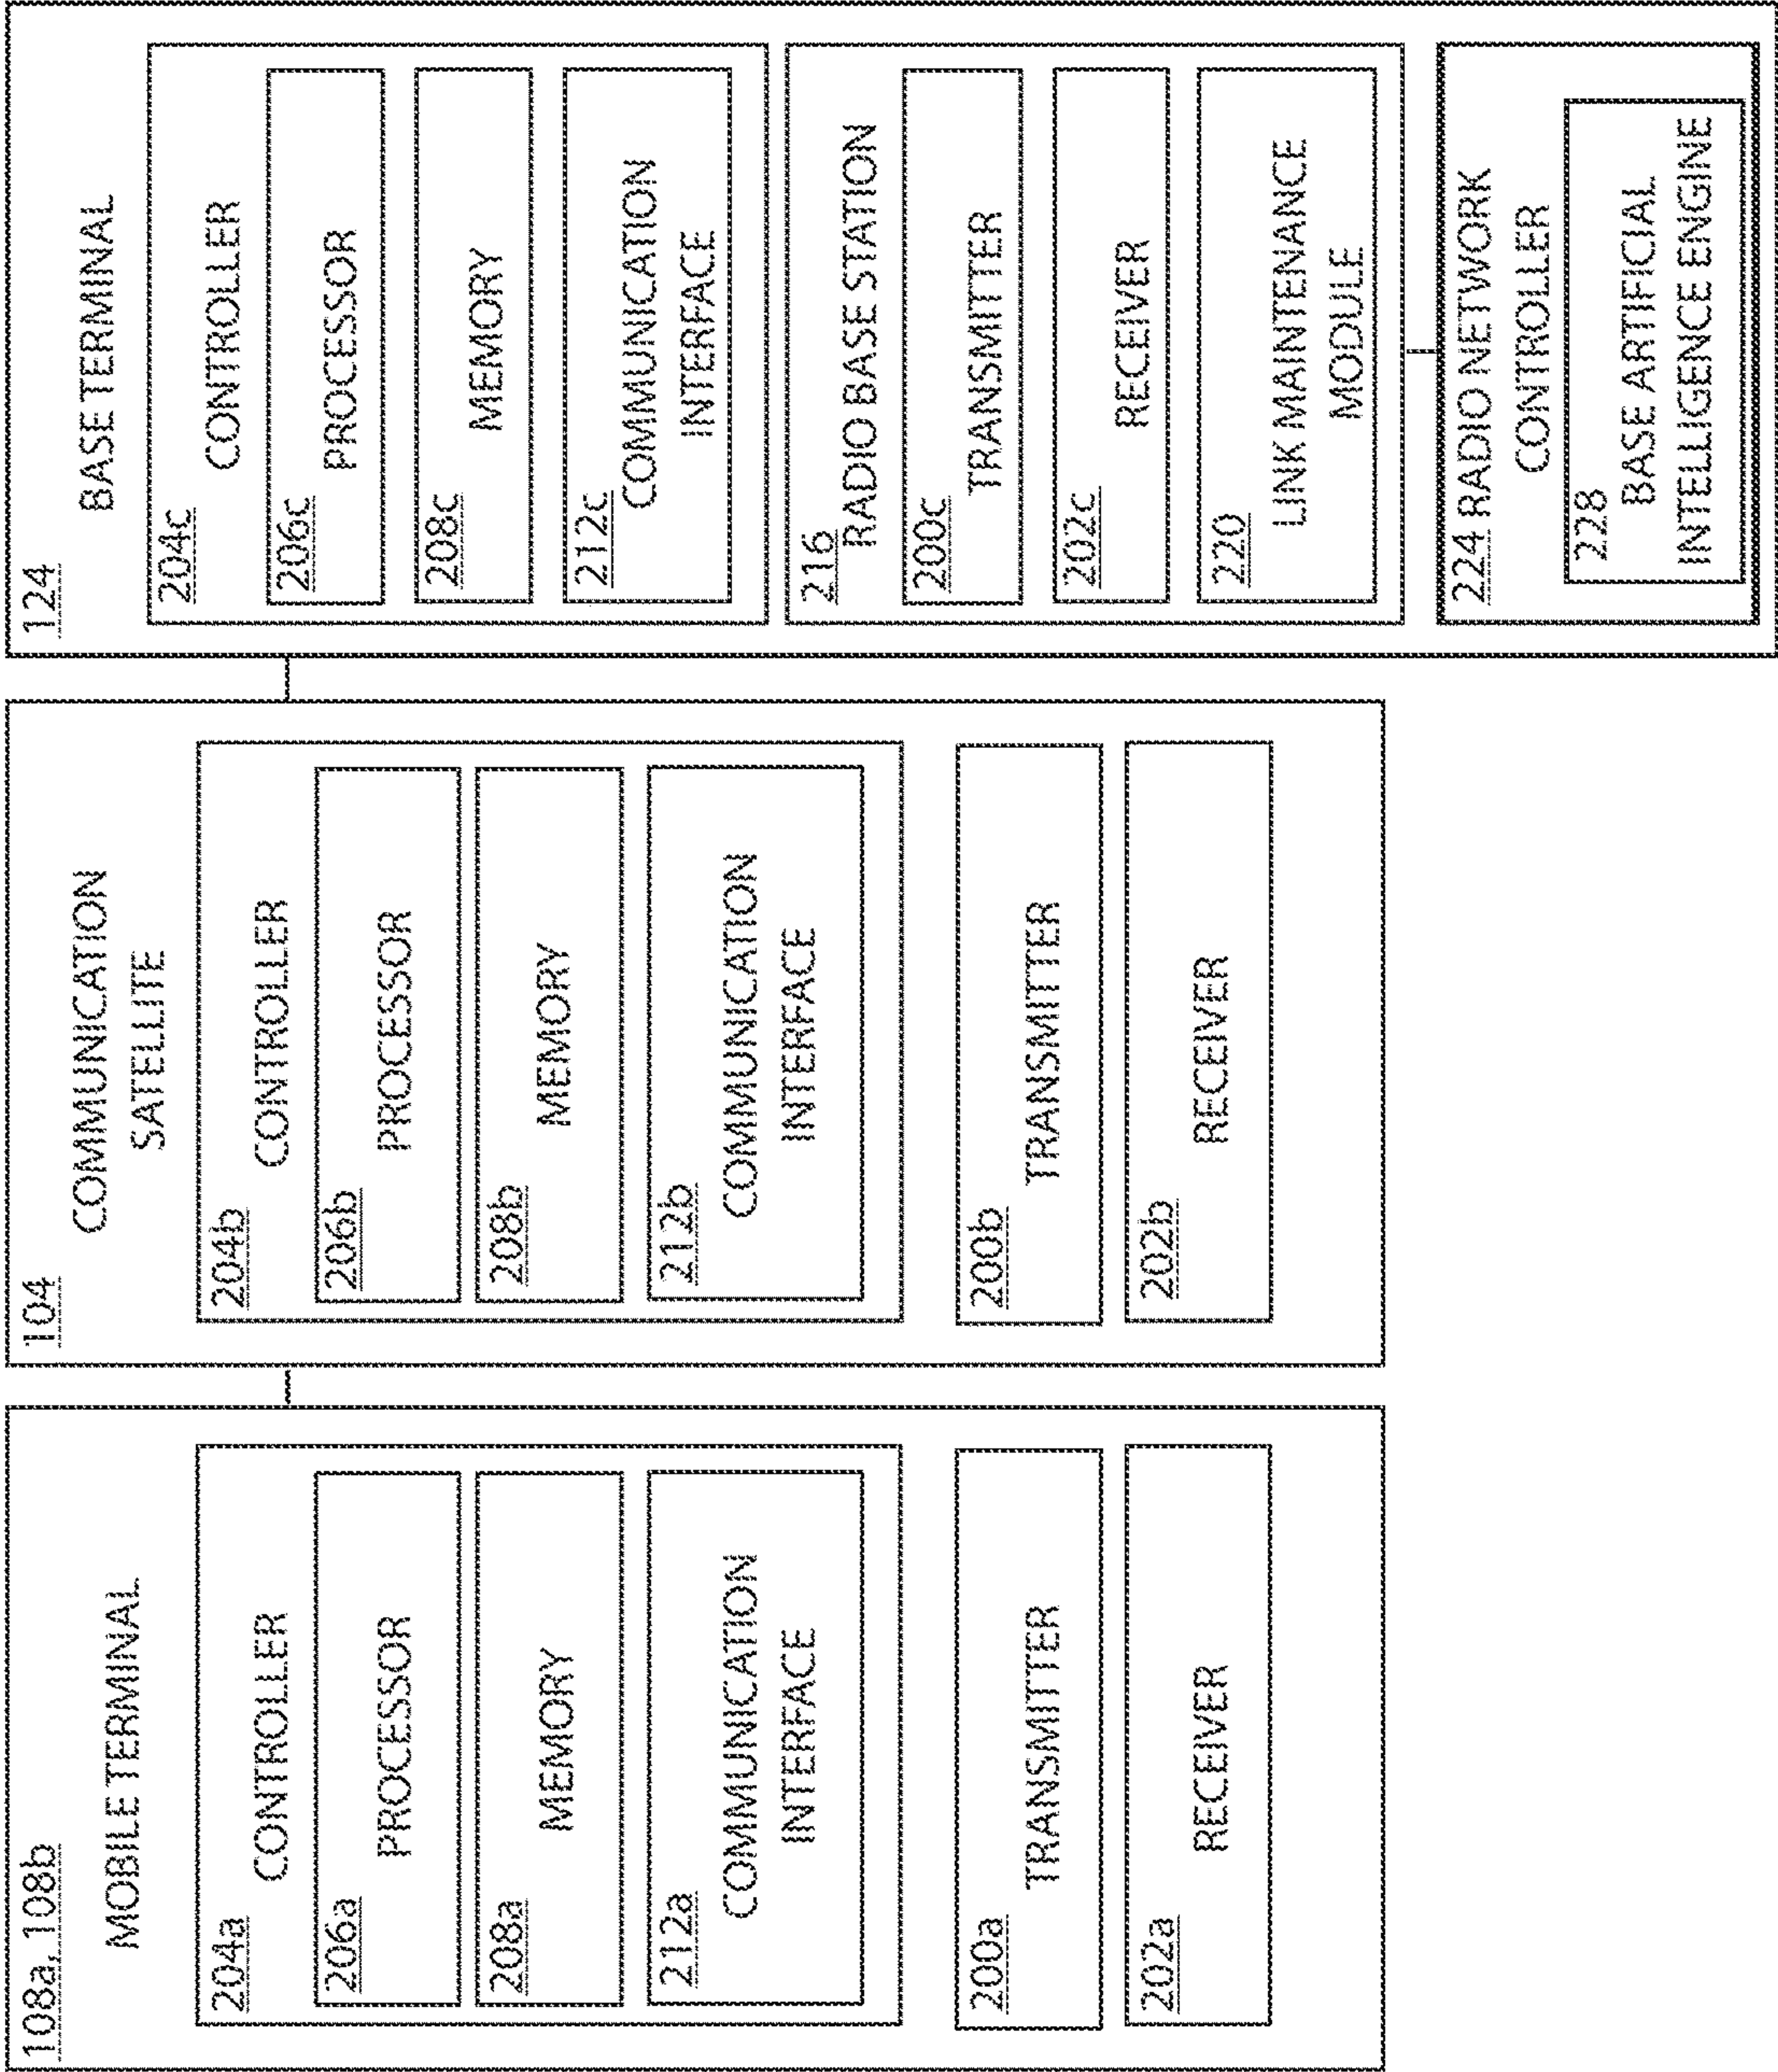 108a, 108b
MOBILE TERMINAL
204a
CONTROLLER
206a
PROCESSOR
208a
MEMORY
212a
COMMUNICATION
INTERFACE
200a
TRANSMITTER
202a
RECEIVER
104
COMMUNICATION
SATELLITE
204b
CONTROLLER
206b
PROCESSOR
208b
MEMORY
212b
COMMUNICATION
INTERFACE
200b
TRANSMITTER
202b
RECEIVER
124
BASE TERMINAL
204c
CONTROLLER
206c
PROCESSOR
208c
MEMORY
212c
COMMUNICATION
INTERFACE
216
RADIO BASE STATION
200c
TRANSMITTER
202c
RECEIVER
220
LINK MAINTENANCE
MODULE
224 RADIO NETWORK
CONTROLLER
228
BASE ARTIFICIAL
INTELLIGENCE ENGINE